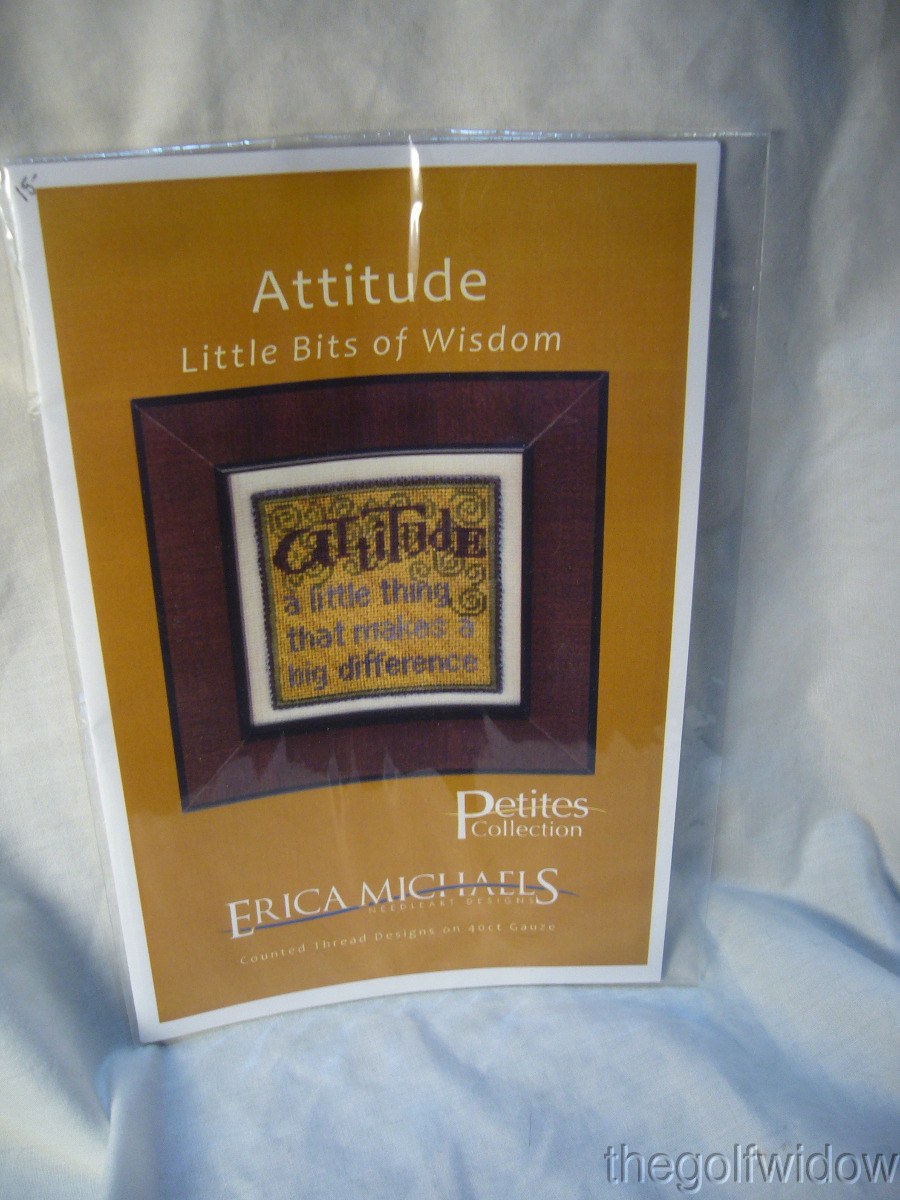 15-
Attitude
Little Bits of Wisdom
Attitude
a little thing
that makes a
big difference
Petites
Collection
ERICA MICHAELS
NEEDLEART DESIGNS
Counted Thread Designs on 40ct Gauze
thegolfwidow